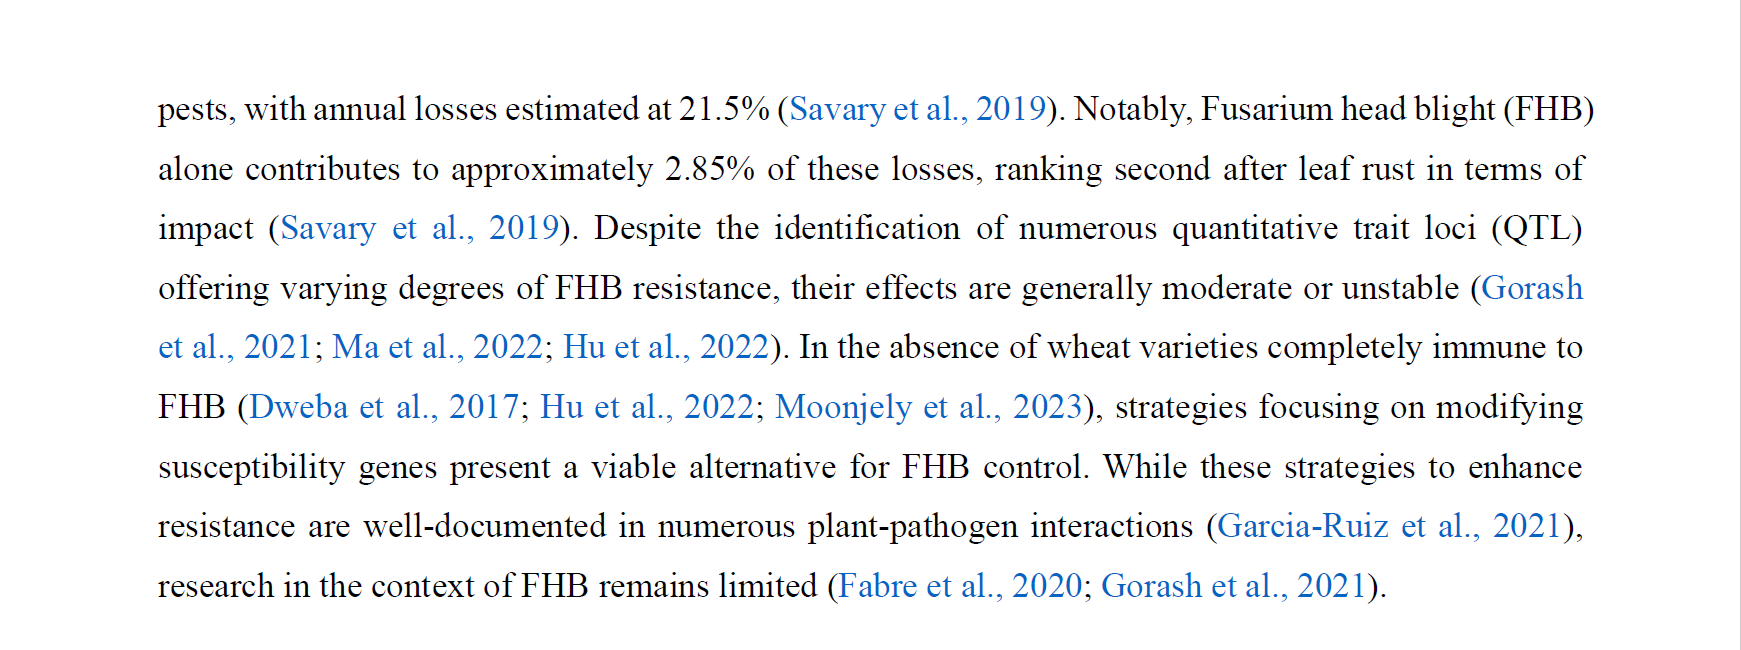 pests, with annual losses estimated at 21.5% (Savary et al., 2019). Notably, Fusarium head blight (FHB)
alone contributes to approximately 2.85% of these losses, ranking second after leaf rust in terms of
impact (Savary et al., 2019). Despite the identification of numerous quantitative trait loci (QTL)
offering varying degrees of FHB resistance, their effects are generally moderate or unstable (Gorash
et al., 2021; Ma et al., 2022; Hu et al., 2022). In the absence of wheat varieties completely immune to
FHB (Dweba et al., 2017; Hu et al., 2022; Moonjely et al., 2023), strategies focusing on modifying
susceptibility genes present a viable alternative for FHB control. While these strategies to enhance
resistance are well-documented in numerous plant-pathogen interactions (Garcia-Ruiz et al., 2021),
research in the context of FHB remains limited (Fabre et al., 2020; Gorash et al., 2021).